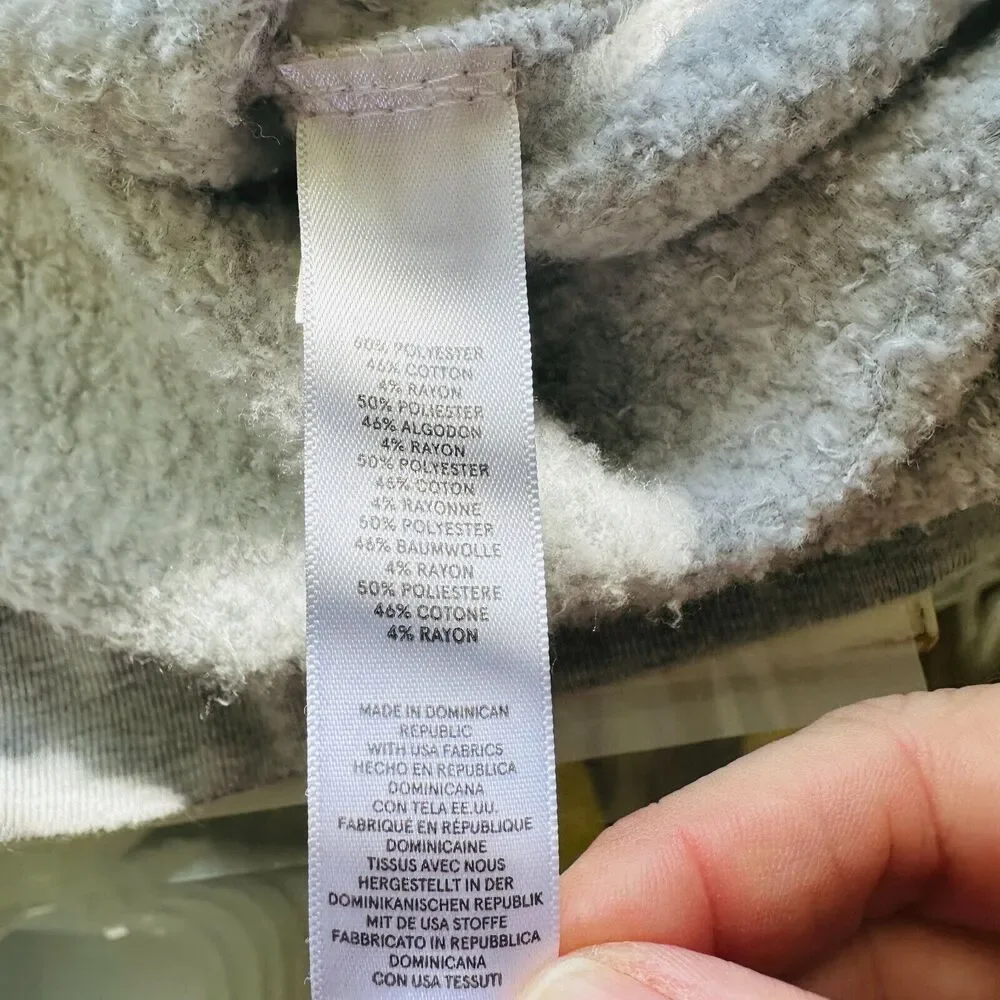 50% POLYESTER
46% COTTON
4% RAYON
50% POLIESTER
46% ALGODON
4% RAYON
50% POLYESTER
46% COTON
4% RAYONNE
50% POLYESTER
46% BAUMWOLLE
4% RAYON
50% POLIESTERE
46% COTONE
4% RAYON
MADE IN DOMINICAN
REPUBLIC
WITH USA FABRICS
HECHO EN REPUBLICA
DOMINICANA
CON TELA EE.UU.
FABRIQUÉ EN RÉPUBLIQUE
DOMINICAINE
TISSUS AVEC NOUS
HERGESTELLT IN DER
DOMINIKANISCHEN REPUBLIK
MIT DE USA STOFFE
FABBRICATO IN REPUBBLICA
DOMINICANA
CON USA TESSUTI